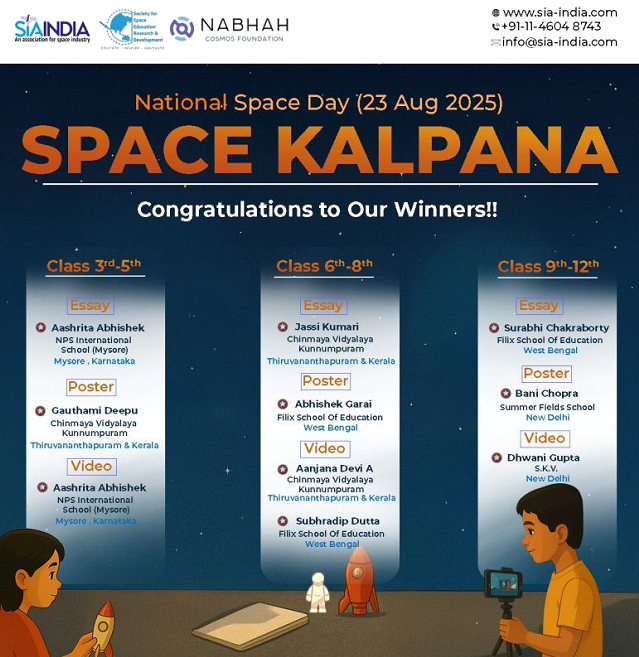 SIAINDIA
An association for space industry
Society for
Space
Education
Research &
Development
EDUCATE - INSPIRE - INNOVATE
NABHAH
COSMOS FOUNDATION
www.sia-india.com
+91-11-4604 8743
info@sia-india.com
National Space Day (23 Aug 2025)
SPACE KALPANA
Congratulations to Our Winners!!
Class 3rd-5th
Essay
Aashrita Abhishek
NPS International
School (Mysore)
Mysore , Karnataka
Poster
Gauthami Deepu
Chinmaya Vidyalaya
Kunnumpuram
Thiruvananthapuram & Kerala
Video
Aashrita Abhishek
NPS International
School (Mysore)
Mysore , Karnataka
Class 6th-8th
Essay
Jassi Kumari
Chinmaya Vidyalaya
Kunnumpuram
Thiruvananthapuram & Kerala
Poster
Abhishek Garai
Filix School Of Education
West Bengal
Video
Aanjana Devi A
Chinmaya Vidyalaya
Kunnumpuram
Thiruvananthapuram & Kerala
Subhradip Dutta
Filix School Of Education
West Bengal
Class 9th-12th
Essay
Surabhi Chakraborty
Filix School Of Education
West Bengal
Poster
Bani Chopra
Summer Fields School
New Delhi
Video
Dhwani Gupta
S.K.V.
New Delhi